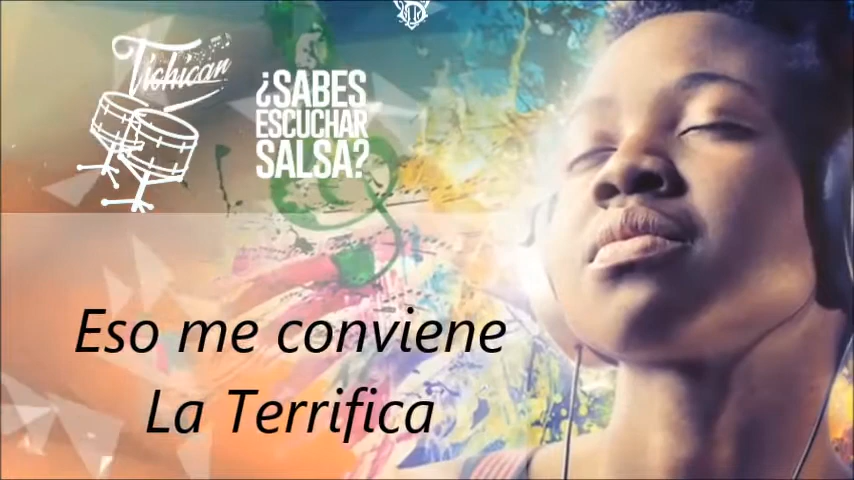 Tichican
¿SABES
ESCUCHAR
SALSA?
Eso me conviene
La Terrifica